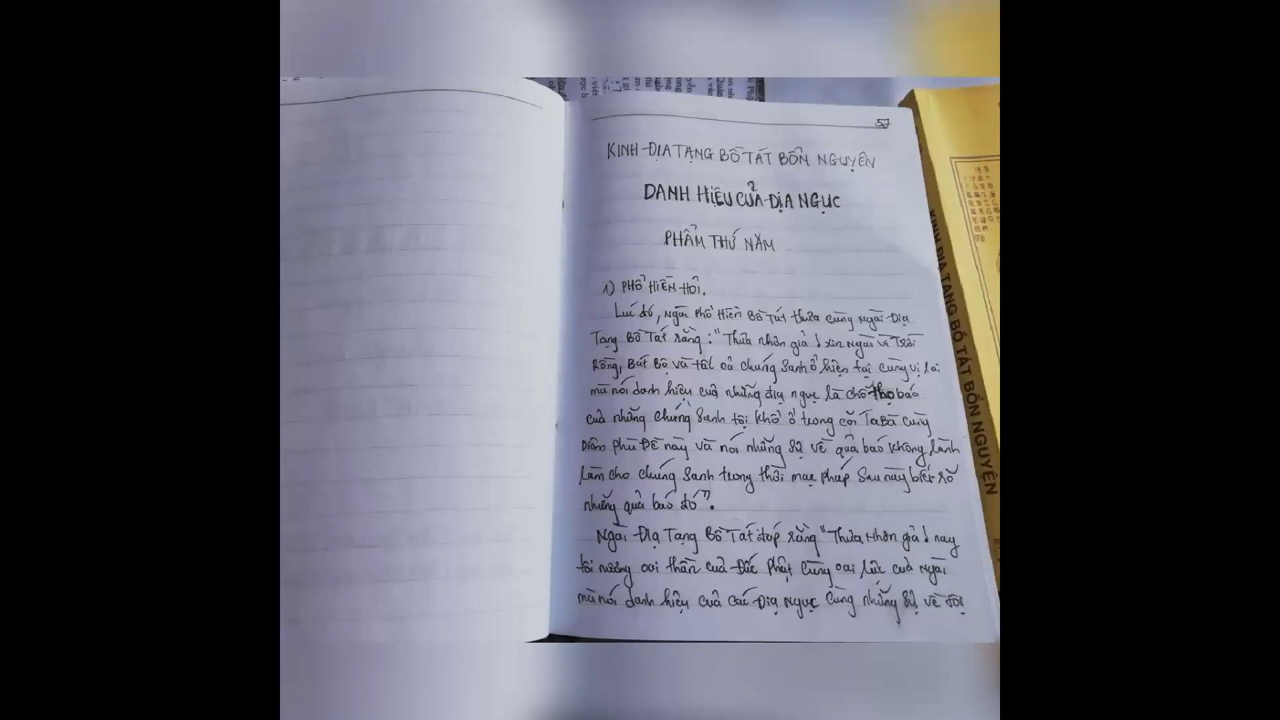 57
KINH ĐỊA TẠNG BỒ TÁT BỔN NGUYỆN
DANH HIỆU CỦA ĐỊA NGỤC
PHẨM THỨ NĂM
1) PHỔ HIỀN HỎI.
Lúc đó, Ngài Phổ Hiền Bồ Tát thưa cùng Ngài Địa
Tạng Bồ Tát rằng: "Thưa nhơn giả! xin Ngài vì Trời
Rồng, Bát Bộ và tất cả chúng sanh ở hiện tại cùng vị lai
mà nói danh hiệu của những địa ngục là chỗ thọ báo
của những chúng sanh tội khổ ở trong cõi Ta Bà cùng
Diêm Phù Đề này và nói những sự về quả báo không lành
làm cho chúng sanh trong thời mạc pháp sau này biết rõ
những quả báo đó".
Ngài Địa Tạng Bồ Tát đáp rằng "Thưa nhơn giả! nay
tôi nương oai thần của Đức Phật cùng oai lực của Ngài
mà nói danh hiệu của các Địa Ngục cùng những sự về tội
KINH ĐỊA TẠNG BỒ TÁT BỔN NGUYỆN